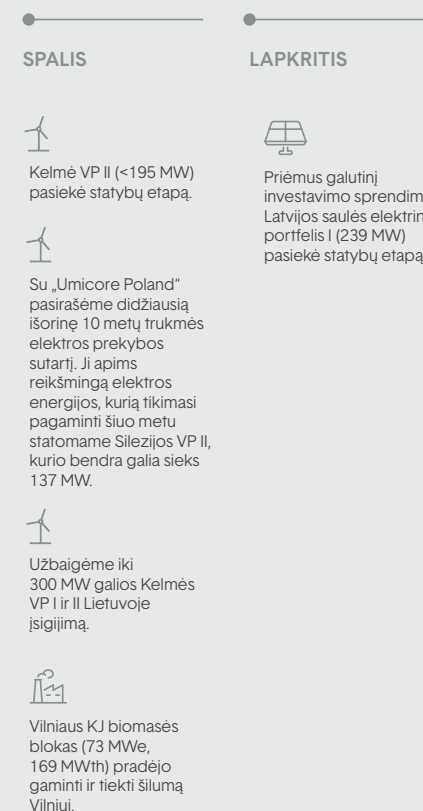 SPALIS
Kelmė VP II (<195 MW)
pasiekė statybų etapą.
Su „Umicore Poland“
pasirašėme didžiausią
išorinę 10 metų trukmės
elektros prekybos
sutartį. Ji apims
reikšmingą elektros
energijos, kurią tikimasi
pagaminti šiuo metu
statomame Silezijos VP II,
kurio bendra galia sieks
137 MW.
Užbaigėme iki
300 MW galios Kelmės
VP I ir II Lietuvoje
įsigijimą.
Vilniaus KJ biomasės
blokas (73 MWe,
169 MWth) pradėjo
gaminti ir tiekti šilumą
Vilniui.
LAPKRITIS
Priėmus galutinį
investavimo
Latvijos saulės
portfelis I (239 MW)
pasiekė statybų etapą